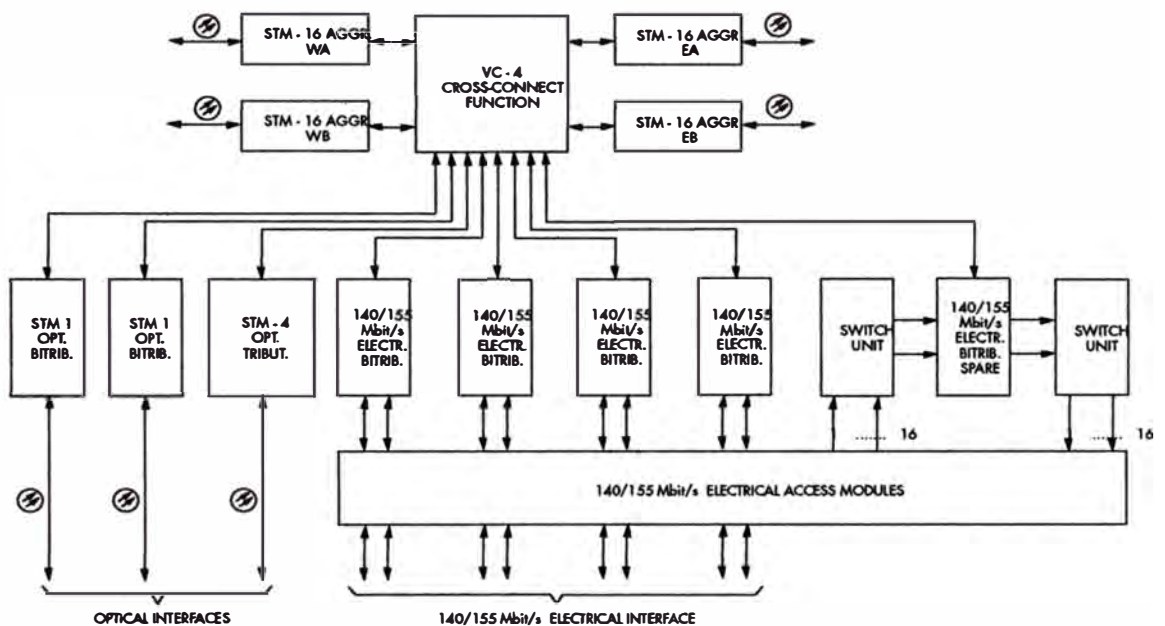 STM - 16 AGGR
WA
VC - 4
CROSS-CONNECT
FUNCTION
STM - 16 AGGR
EA
STM - 16 AGGR
WB
STM - 16 AGGR
EB
STM 1
OPT.
BITRIB.
STM 1
OPT.
BITRIB.
STM - 4
OPT.
TRIBUT.
140/155
Mbit/s
ELECTR.
BITRIB.
140/155
Mbit/s
ELECTR.
BITRIB.
140/155
Mbit/s
ELECTR.
BITRIB.
140/155
Mbit/s
ELECTR.
BITRIB.
SWITCH
UNIT
140/155
Mbit/s
ELECTR.
BITRIB.
SPARE
SWITCH
UNIT
16
16
140/155 Mbit/s ELECTRICAL ACCESS MODULES
OPTICAL INTERFACES
140/155 Mbit/s ELECTRICAL INTERFACE